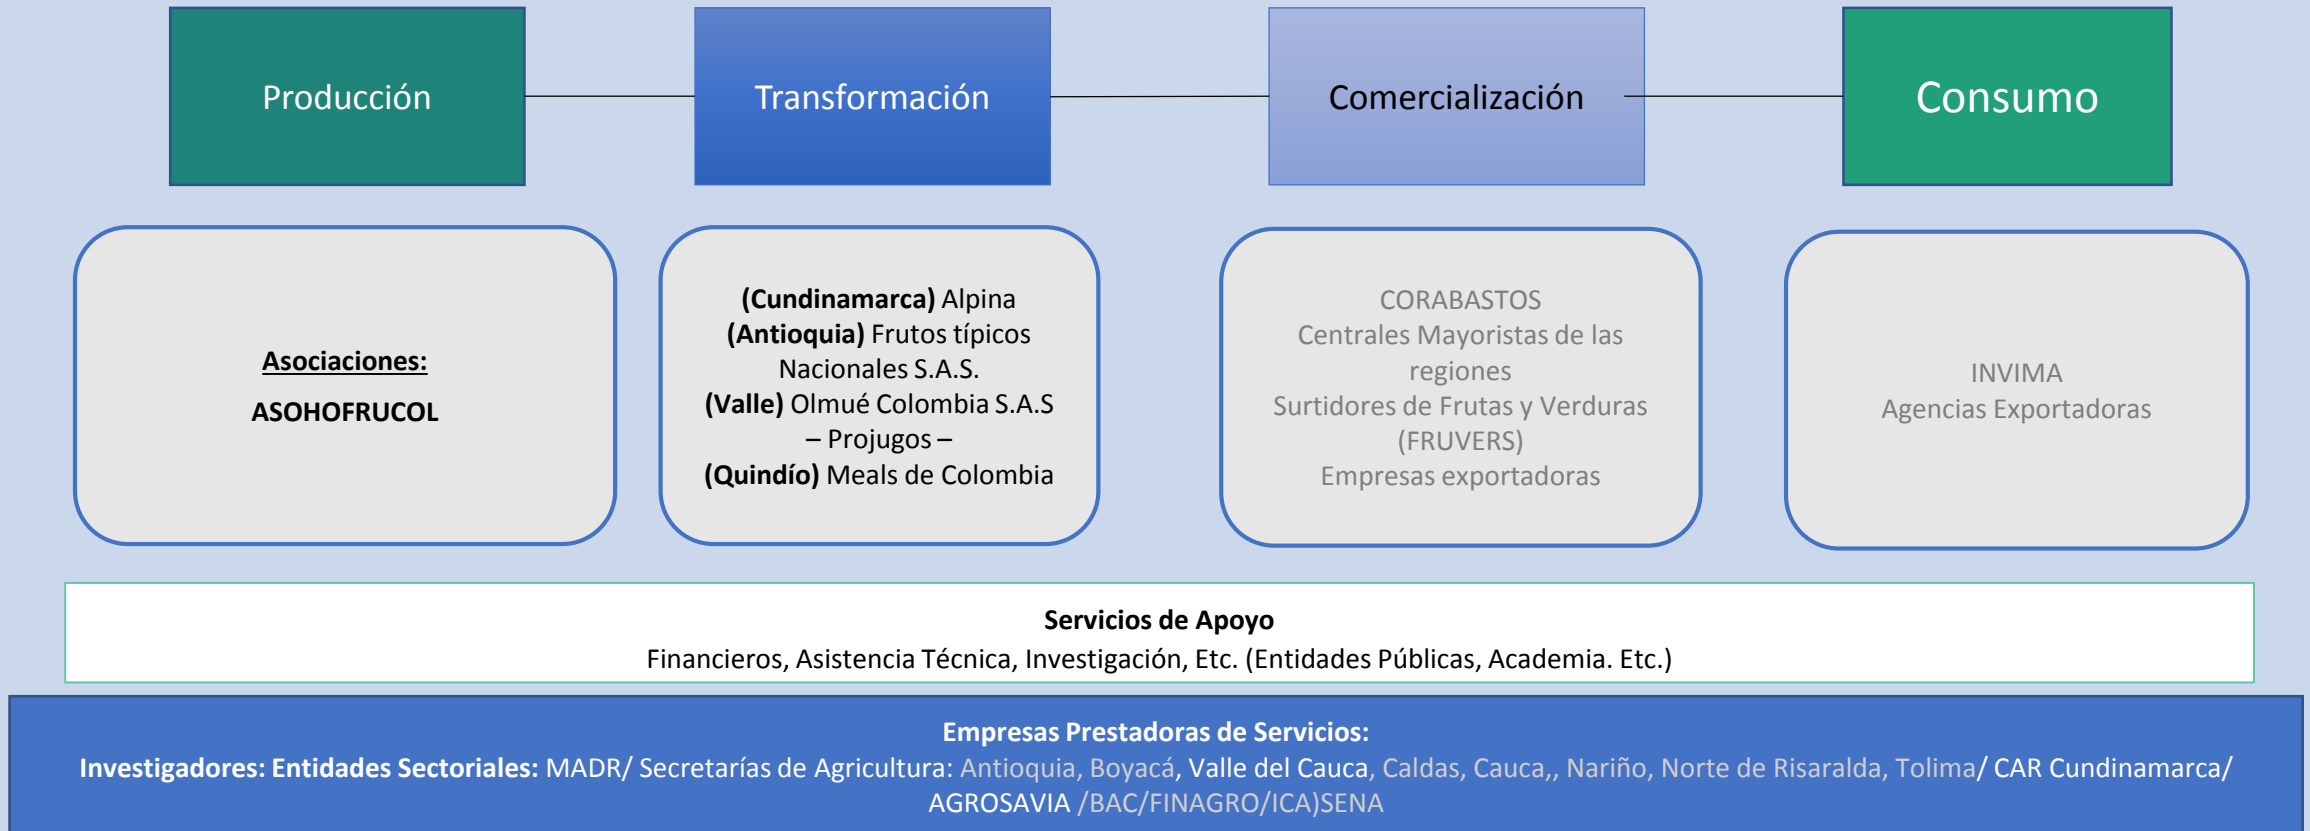 Producción
Transformación
Comercialización
Consumo
Asociaciones:
ASOHOFRUCOL
(Cundinamarca) Alpina
(Antioquia) Frutos típicos
Nacionales S.A.S.
(Valle) Olmué Colombia S.A.S
– Projugos –
(Quindío) Meals de Colombia
CORABASTOS
Centrales Mayoristas de las
regiones
Surtidores de Frutas y Verduras
(FRUVERS)
Empresas exportadoras
INVIMA
Agencias Exportadoras
Servicios de Apoyo
Financieros, Asistencia Técnica, Investigación, Etc. (Entidades Públicas, Academia. Etc.)
Empresas Prestadoras de Servicios:
Investigadores: Entidades Sectoriales: MADR/ Secretarías de Agricultura: Antioquia, Boyacá, Valle del Cauca, Caldas, Cauca,, Nariño, Norte de Risaralda, Tolima/ CAR Cundinamarca/
AGROSAVIA /BAC/FINAGRO/ICA)SENA